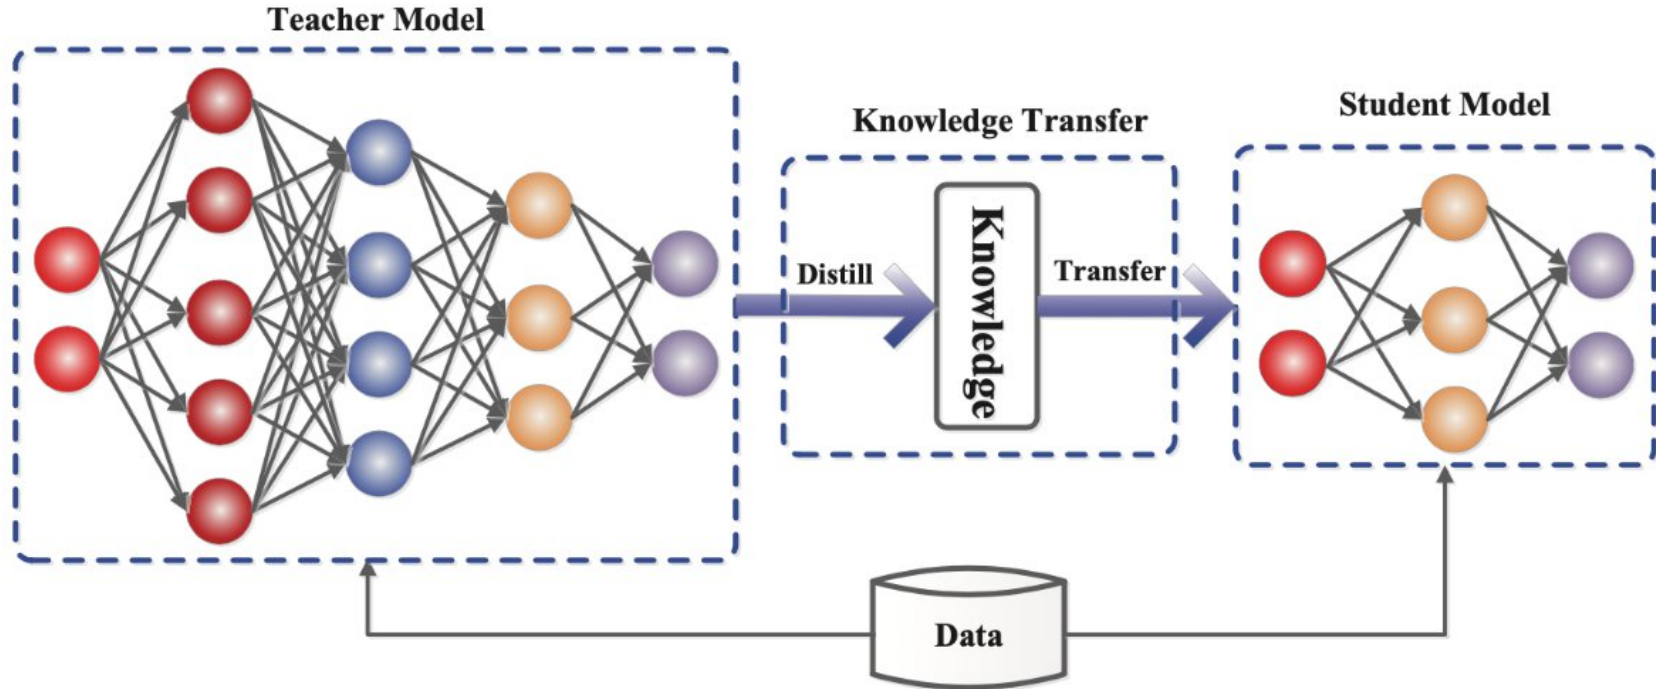 Teacher Model
Knowledge Transfer
Student Model
Distill
Knowledge
Transfer
Data